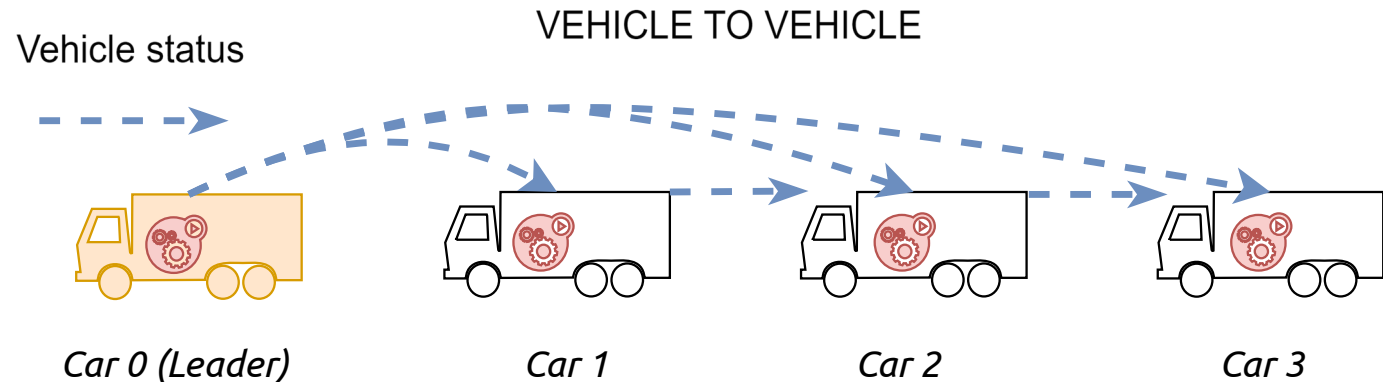 VEHICLE TO VEHICLE
Vehicle status
Car 0 (Leader)
Car 1
Car 2
Car 3